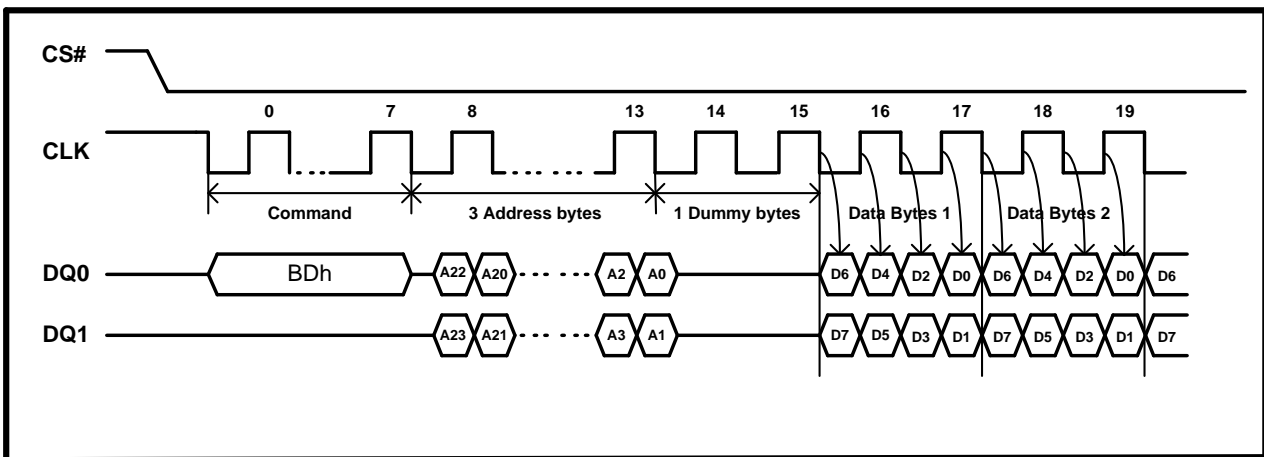 CS#
0 7 8 13 14 15 16 17 18 19
CLK
Command 3 Address bytes 1 Dummy bytes Data Bytes 1 Data Bytes 2
DQ0 BDh A22 A20 A2 A0 D6 D4 D2 D0 D6 D4 D2 D0 D6
DQ1 A23 A21 A3 A1 D7 D5 D3 D1 D7 D5 D3 D1 D7